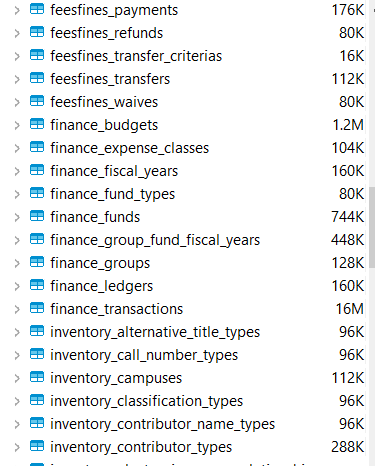 feesfines_payments 176K
feesfines_refunds 80K
feesfines_transfer_criterias 16K
feesfines_transfers 112K
feesfines_waives 80K
finance_budgets 1.2M
finance_expense_classes 104K
finance_fiscal_years 160K
finance_fund_types 80K
finance_funds 744K
finance_group_fund_fiscal_years 448K
finance_groups 128K
finance_ledgers 160K
finance_transactions 16M
inventory_alternative_title_types 96K
inventory_call_number_types 96K
inventory_campuses 112K
inventory_classification_types 96K
inventory_contributor_name_types 96K
inventory_contributor_types 288K